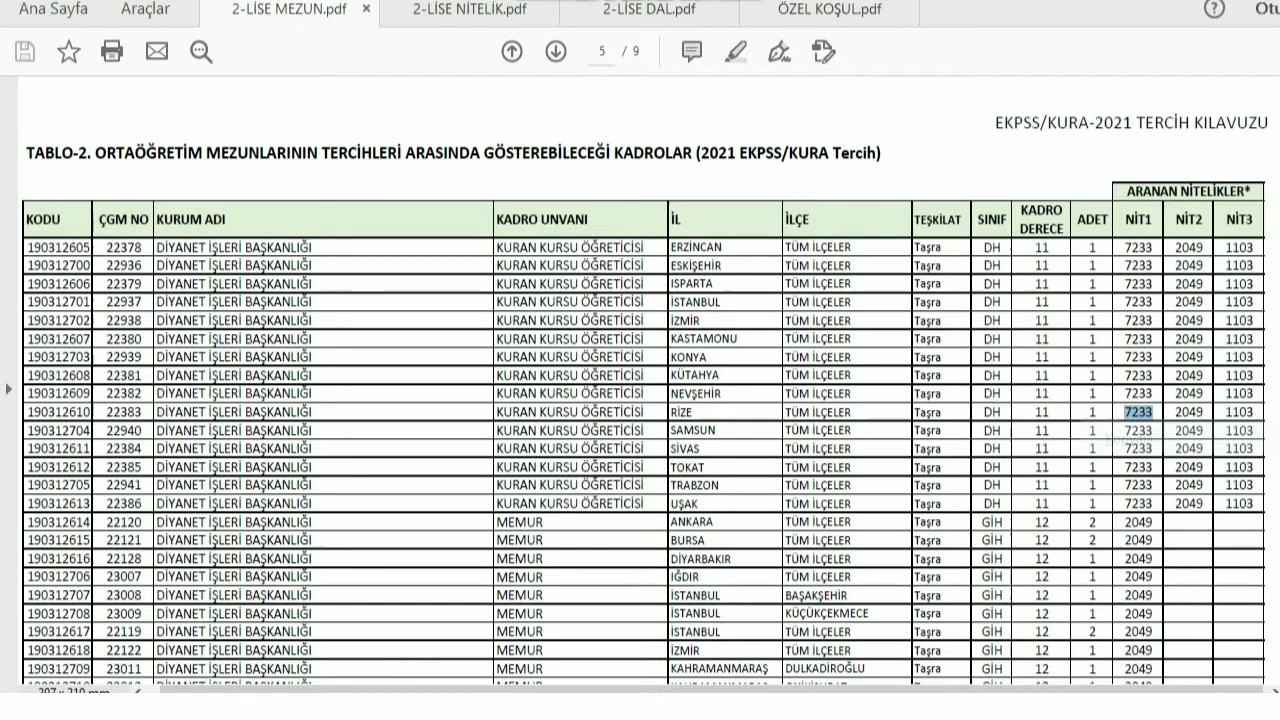 Ana Sayfa Araçlar 2-LİSE MEZUN.pdf × 2-LİSE NİTELİK.pdf 2-LİSE DAL.pdf ÖZEL KOŞUL.pdf ? Otu
5 / 9
EKPSS/KURA-2021 TERCİH KILAVUZU
TABLO-2. ORTAÖĞRETİM MEZUNLARININ TERCİHLERİ ARASINDA GÖSTEREBİLECEĞİ KADROLAR (2021 EKPSS/KURA Tercih)
ARANAN NİTELİKLER*
KODU ÇGM NO KURUM ADI KADRO UNVANI İL İLÇE TEŞKİLAT SINIF KADRO DERECE ADET NİT1 NİT2 NİT3
190312605 22378 DİYANET İŞLERİ BAŞKANLIĞI KURAN KURSU ÖĞRETİCİSİ ERZİNCAN TÜM İLÇELER Taşra DH 11 1 7233 2049 1103
190312700 22936 DİYANET İŞLERİ BAŞKANLIĞI KURAN KURSU ÖĞRETİCİSİ ESKİŞEHİR TÜM İLÇELER Taşra DH 11 1 7233 2049 1103
190312606 22379 DİYANET İŞLERİ BAŞKANLIĞI KURAN KURSU ÖĞRETİCİSİ ISPARTA TÜM İLÇELER Taşra DH 11 1 7233 2049 1103
190312701 22937 DİYANET İŞLERİ BAŞKANLIĞI KURAN KURSU ÖĞRETİCİSİ İSTANBUL TÜM İLÇELER Taşra DH 11 1 7233 2049 1103
190312702 22938 DİYANET İŞLERİ BAŞKANLIĞI KURAN KURSU ÖĞRETİCİSİ İZMİR TÜM İLÇELER Taşra DH 11 1 7233 2049 1103
190312607 22380 DİYANET İŞLERİ BAŞKANLIĞI KURAN KURSU ÖĞRETİCİSİ KASTAMONU TÜM İLÇELER Taşra DH 11 1 7233 2049 1103
190312703 22939 DİYANET İŞLERİ BAŞKANLIĞI KURAN KURSU ÖĞRETİCİSİ KONYA TÜM İLÇELER Taşra DH 11 1 7233 2049 1103
190312608 22381 DİYANET İŞLERİ BAŞKANLIĞI KURAN KURSU ÖĞRETİCİSİ KÜTAHYA TÜM İLÇELER Taşra DH 11 1 7233 2049 1103
190312609 22382 DİYANET İŞLERİ BAŞKANLIĞI KURAN KURSU ÖĞRETİCİSİ NEVŞEHİR TÜM İLÇELER Taşra DH 11 1 7233 2049 1103
190312610 22383 DİYANET İŞLERİ BAŞKANLIĞI KURAN KURSU ÖĞRETİCİSİ RİZE TÜM İLÇELER Taşra DH 11 1 7233 2049 1103
190312704 22940 DİYANET İŞLERİ BAŞKANLIĞI KURAN KURSU ÖĞRETİCİSİ SAMSUN TÜM İLÇELER Taşra DH 11 1 7233 2049 1103
190312611 22384 DİYANET İŞLERİ BAŞKANLIĞI KURAN KURSU ÖĞRETİCİSİ SİVAS TÜM İLÇELER Taşra DH 11 1 7233 2049 1103
190312612 22385 DİYANET İŞLERİ BAŞKANLIĞI KURAN KURSU ÖĞRETİCİSİ TOKAT TÜM İLÇELER Taşra DH 11 1 7233 2049 1103
190312705 22941 DİYANET İŞLERİ BAŞKANLIĞI KURAN KURSU ÖĞRETİCİSİ TRABZON TÜM İLÇELER Taşra DH 11 1 7233 2049 1103
190312613 22386 DİYANET İŞLERİ BAŞKANLIĞI KURAN KURSU ÖĞRETİCİSİ UŞAK TÜM İLÇELER Taşra DH 11 1 7233 2049 1103
190312614 22120 DİYANET İŞLERİ BAŞKANLIĞI MEMUR ANKARA TÜM İLÇELER Taşra GİH 12 2 2049
190312615 22121 DİYANET İŞLERİ BAŞKANLIĞI MEMUR BURSA TÜM İLÇELER Taşra GİH 12 2 2049
190312616 22128 DİYANET İŞLERİ BAŞKANLIĞI MEMUR DİYARBAKIR TÜM İLÇELER Taşra GİH 12 1 2049
190312706 23007 DİYANET İŞLERİ BAŞKANLIĞI MEMUR IĞDIR TÜM İLÇELER Taşra GİH 12 1 2049
190312707 23008 DİYANET İŞLERİ BAŞKANLIĞI MEMUR İSTANBUL BAŞAKŞEHİR Taşra GİH 12 1 2049
190312708 23009 DİYANET İŞLERİ BAŞKANLIĞI MEMUR İSTANBUL KÜÇÜKÇEKMECE Taşra GİH 12 1 2049
190312617 22119 DİYANET İŞLERİ BAŞKANLIĞI MEMUR İSTANBUL TÜM İLÇELER Taşra GİH 12 2 2049
190312618 22122 DİYANET İŞLERİ BAŞKANLIĞI MEMUR İZMİR TÜM İLÇELER Taşra GİH 12 1 2049
190312709 23011 DİYANET İŞLERİ BAŞKANLIĞI MEMUR KAHRAMANMARAŞ DULKADİROĞLU Taşra GİH 12 1 2049
297 x 210 mm